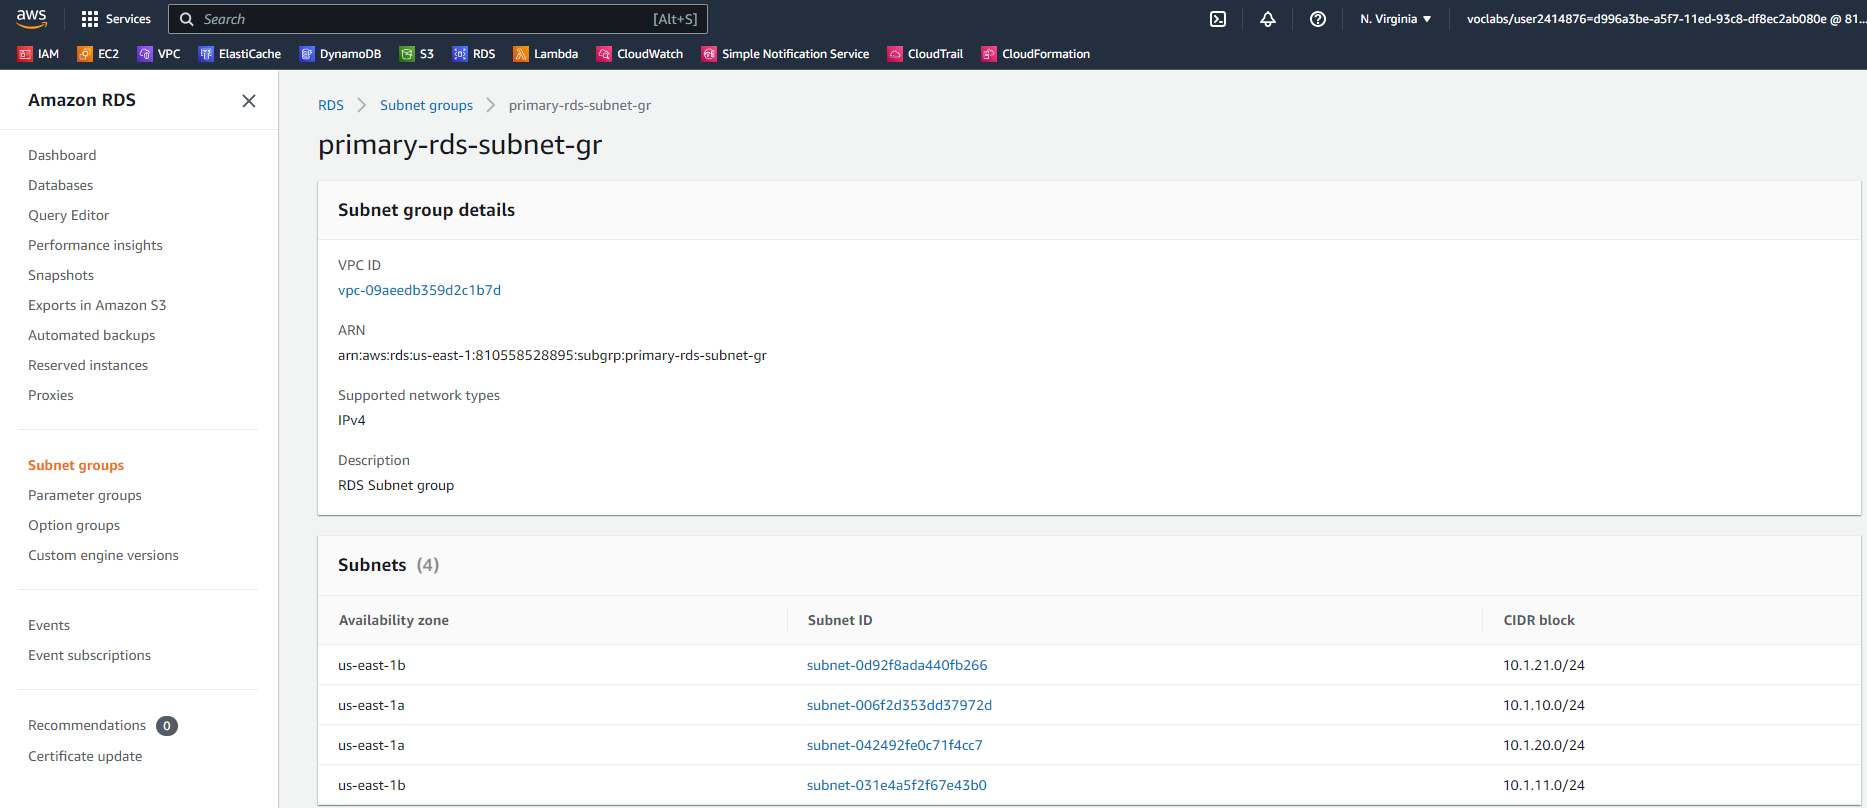 aws
Services
Search [Alt+S]
N. Virginia
voclabs/user2414876=d996a3be-a5f7-11ed-93c8-df8ec2ab080e @ 81...
IAM EC2 VPC ElastiCache DynamoDB S3 RDS Lambda CloudWatch Simple Notification Service CloudTrail CloudFormation
Amazon RDS
Dashboard
Databases
Query Editor
Performance insights
Snapshots
Exports in Amazon S3
Automated backups
Reserved instances
Proxies
Subnet groups
Parameter groups
Option groups
Custom engine versions
Events
Event subscriptions
Recommendations 0
Certificate update
RDS Subnet groups primary-rds-subnet-gr
primary-rds-subnet-gr
Subnet group details
VPC ID
vpc-09aeedb359d2c1b7d
ARN
arn:aws:rds:us-east-1:810558528895:subgrp:primary-rds-subnet-gr
Supported network types
IPv4
Description
RDS Subnet group
Subnets (4)
Availability zone Subnet ID CIDR block
us-east-1b subnet-0d92f8ada440fb266 10.1.21.0/24
us-east-1a subnet-006f2d353dd37972d 10.1.10.0/24
us-east-1a subnet-042492fe0c71f4cc7 10.1.20.0/24
us-east-1b subnet-031e4a5f2f67e43b0 10.1.11.0/24